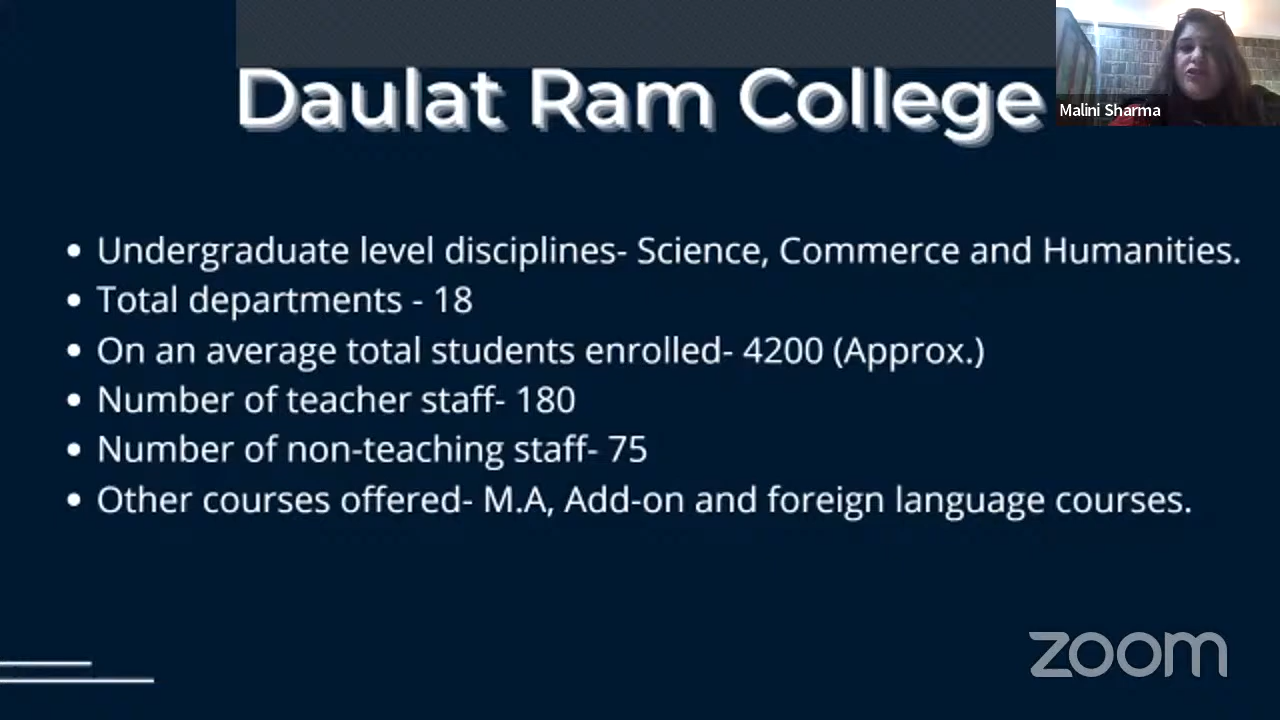 Daulat Ram College
Malini Sharma
• Undergraduate level disciplines- Science, Commerce and Humanities.
• Total departments - 18
• On an average total students enrolled- 4200 (Approx.)
• Number of teacher staff- 180
• Number of non-teaching staff- 75
• Other courses offered- M.A, Add-on and foreign language courses.
zoom